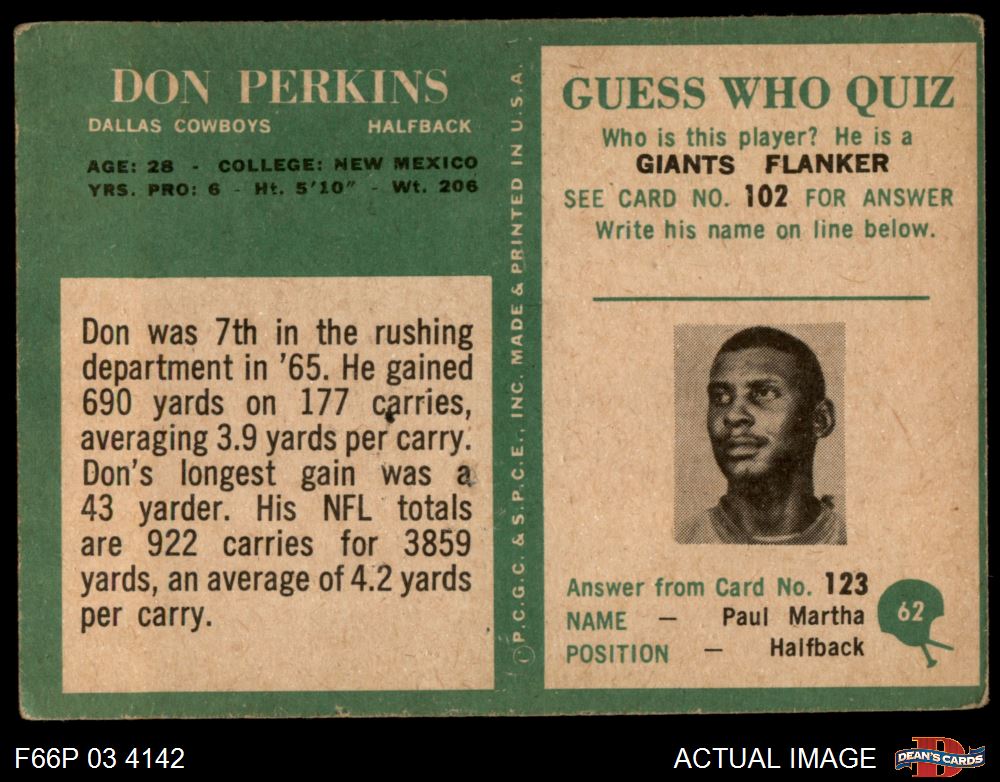 DON PERKINS
DALLAS COWBOYS HALFBACK
AGE: 28 - COLLEGE: NEW MEXICO
YRS. PRO: 6 - Ht. 5'10" - Wt. 206
Don was 7th in the rushing
department in '65. He gained
690 yards on 177 carries,
averaging 3.9 yards per carry.
Don's longest gain was a
43 yarder. His NFL totals
are 922 carries for 3859
yards, an average of 4.2 yards
per carry.
© P.C.G.C. & S.P.C.E., INC. MADE & PRINTED IN U.S.A.
GUESS WHO QUIZ
Who is this player? He is a
GIANTS FLANKER
SEE CARD NO. 102 FOR ANSWER
Write his name on line below.
Answer from Card No. 123
NAME — Paul Martha
POSITION — Halfback
62
F66P 03 4142
ACTUAL IMAGE
DEAN'S CARDS